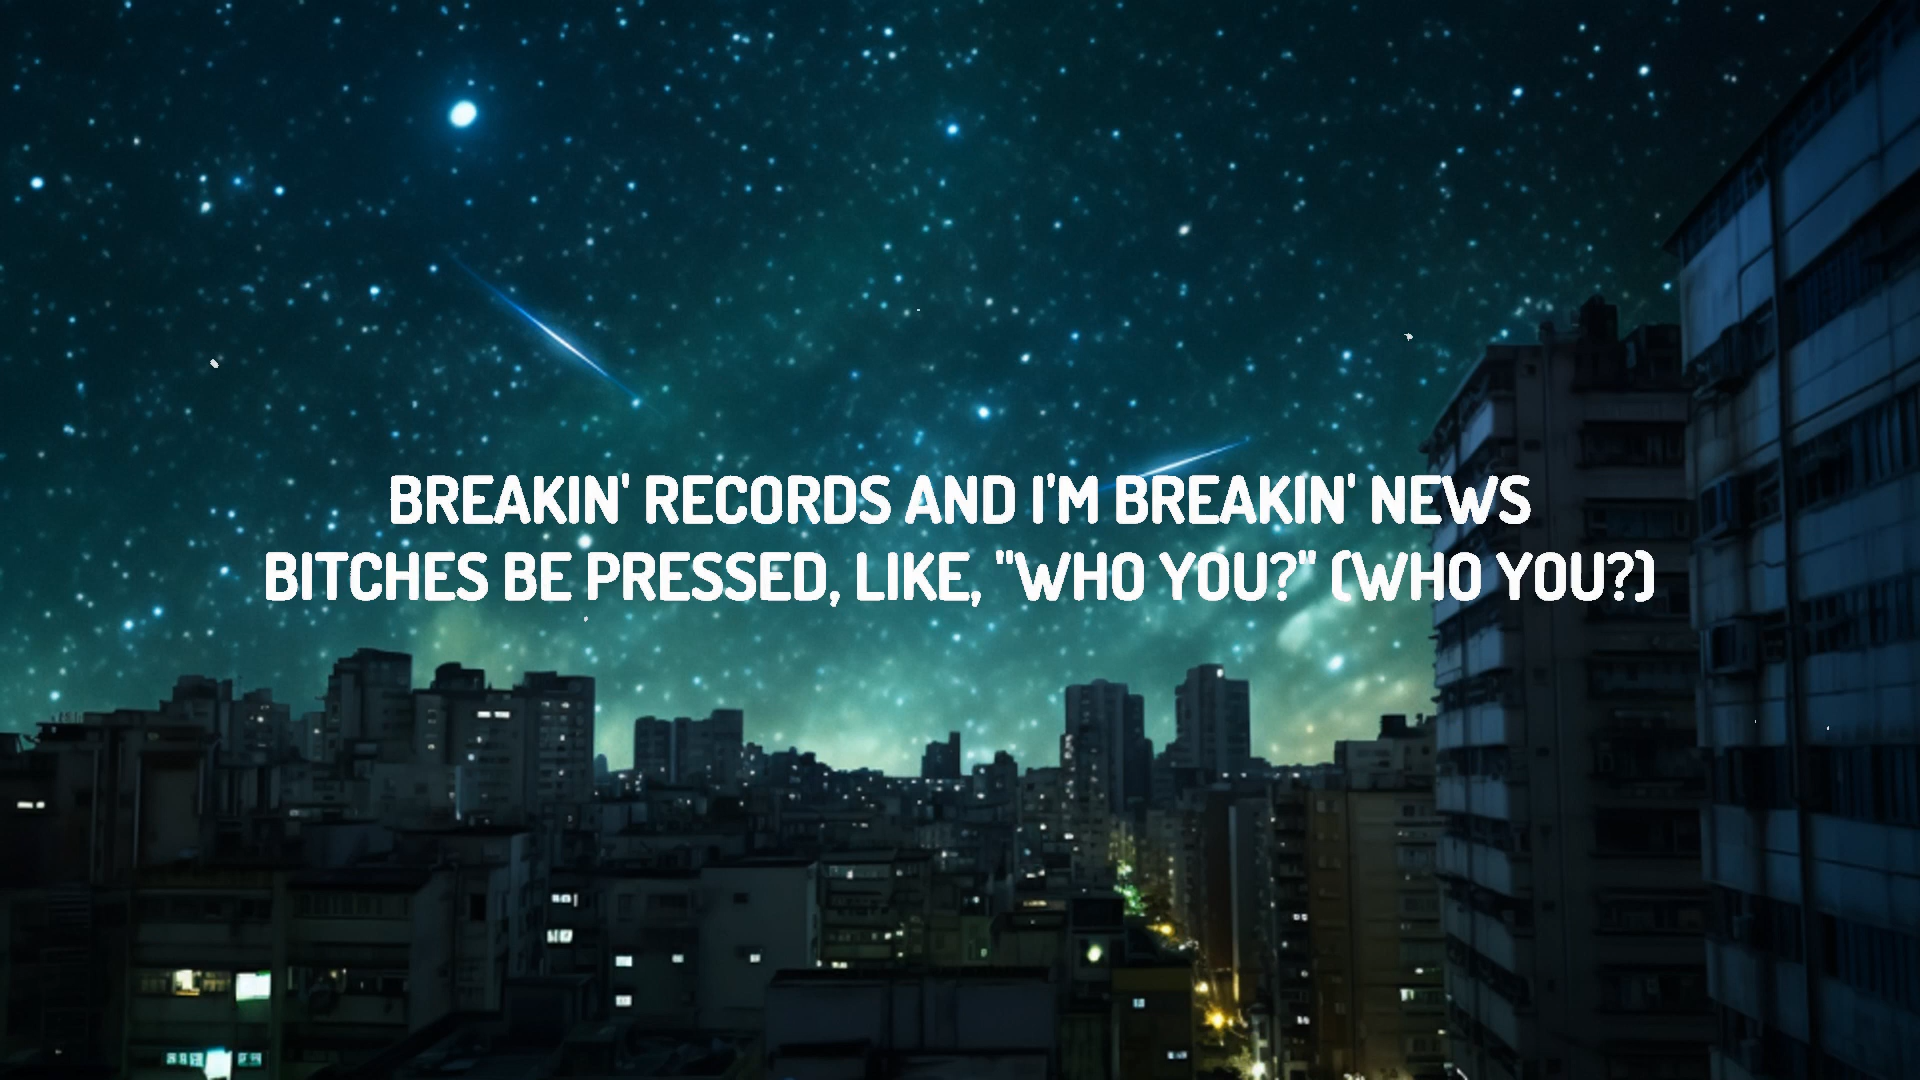 BREAKIN' RECORDS AND I'M BREAKIN' NEWS
BITCHES BE PRESSED, LIKE, "WHO YOU?" (WHO YOU?)